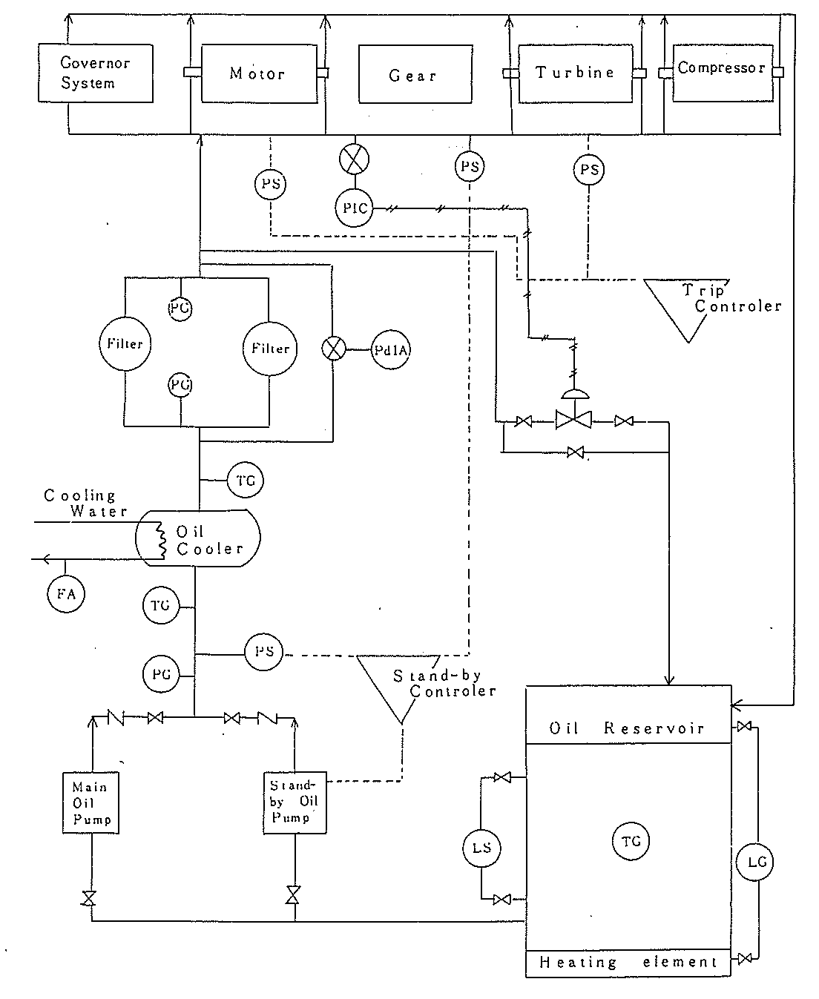 Governor
System
Motor
Gear
Turbine
Compressor
PS
PS
PS
PIC
Trip
Controler
PG
Filter
Filter
PdIA
PG
TG
Cooling
Water
Oil
Cooler
FA
TG
PS
PG
Stand-by
Controler
Oil Reservoir
Main
Oil
Pump
Stand-
by Oil
Pump
LS
TG
LG
Heating element